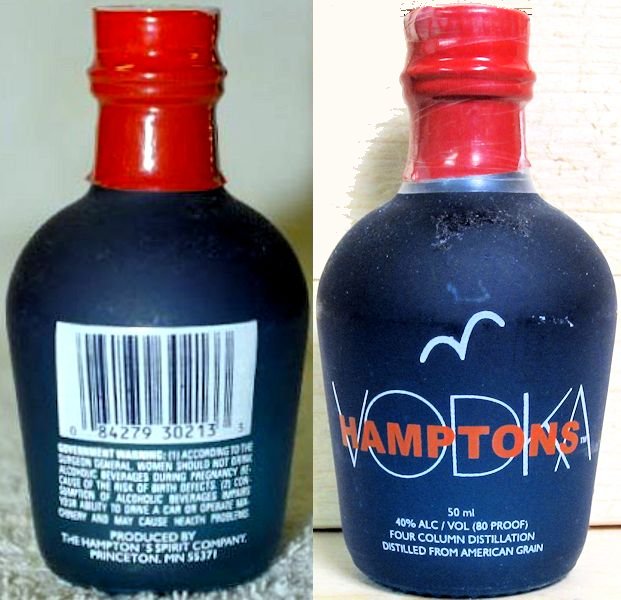 0 84279 30213 3
GOVERNMENT WARNING: (1) ACCORDING TO THE
SURGEON GENERAL, WOMEN SHOULD NOT
ALCOHOLIC BEVERAGES DURING PREGNANCY BE-
CAUSE OF THE RISK OF BIRTH DEFECTS. (2) CON-
SUMPTION OF ALCOHOLIC BEVERAGES IMPAIRS
YOUR ABILITY TO DRIVE A CAR OR OPERATE MA-
CHINERY AND MAY CAUSE HEALTH PROBLEMS.
PRODUCED BY
THE HAMPTON 'S SPIRIT COMPANY,
PRINCETON, MN 55371
VODKA
HAMPTONS™
50 ml
40% ALC / VOL (80 PROOF)
FOUR COLUMN DISTILLATION
DISTILLED FROM AMERICAN GRAIN